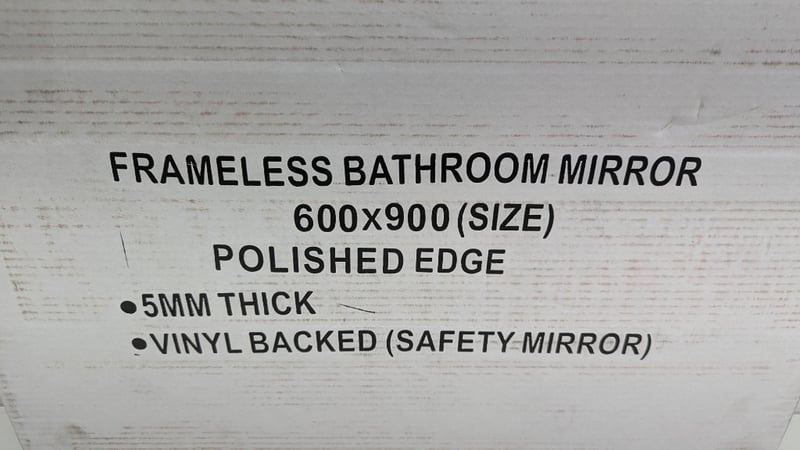 FRAMELESS BATHROOM MIRROR
600x900 (SIZE)
POLISHED EDGE
•5MM THICK
•VINYL BACKED (SAFETY MIRROR)